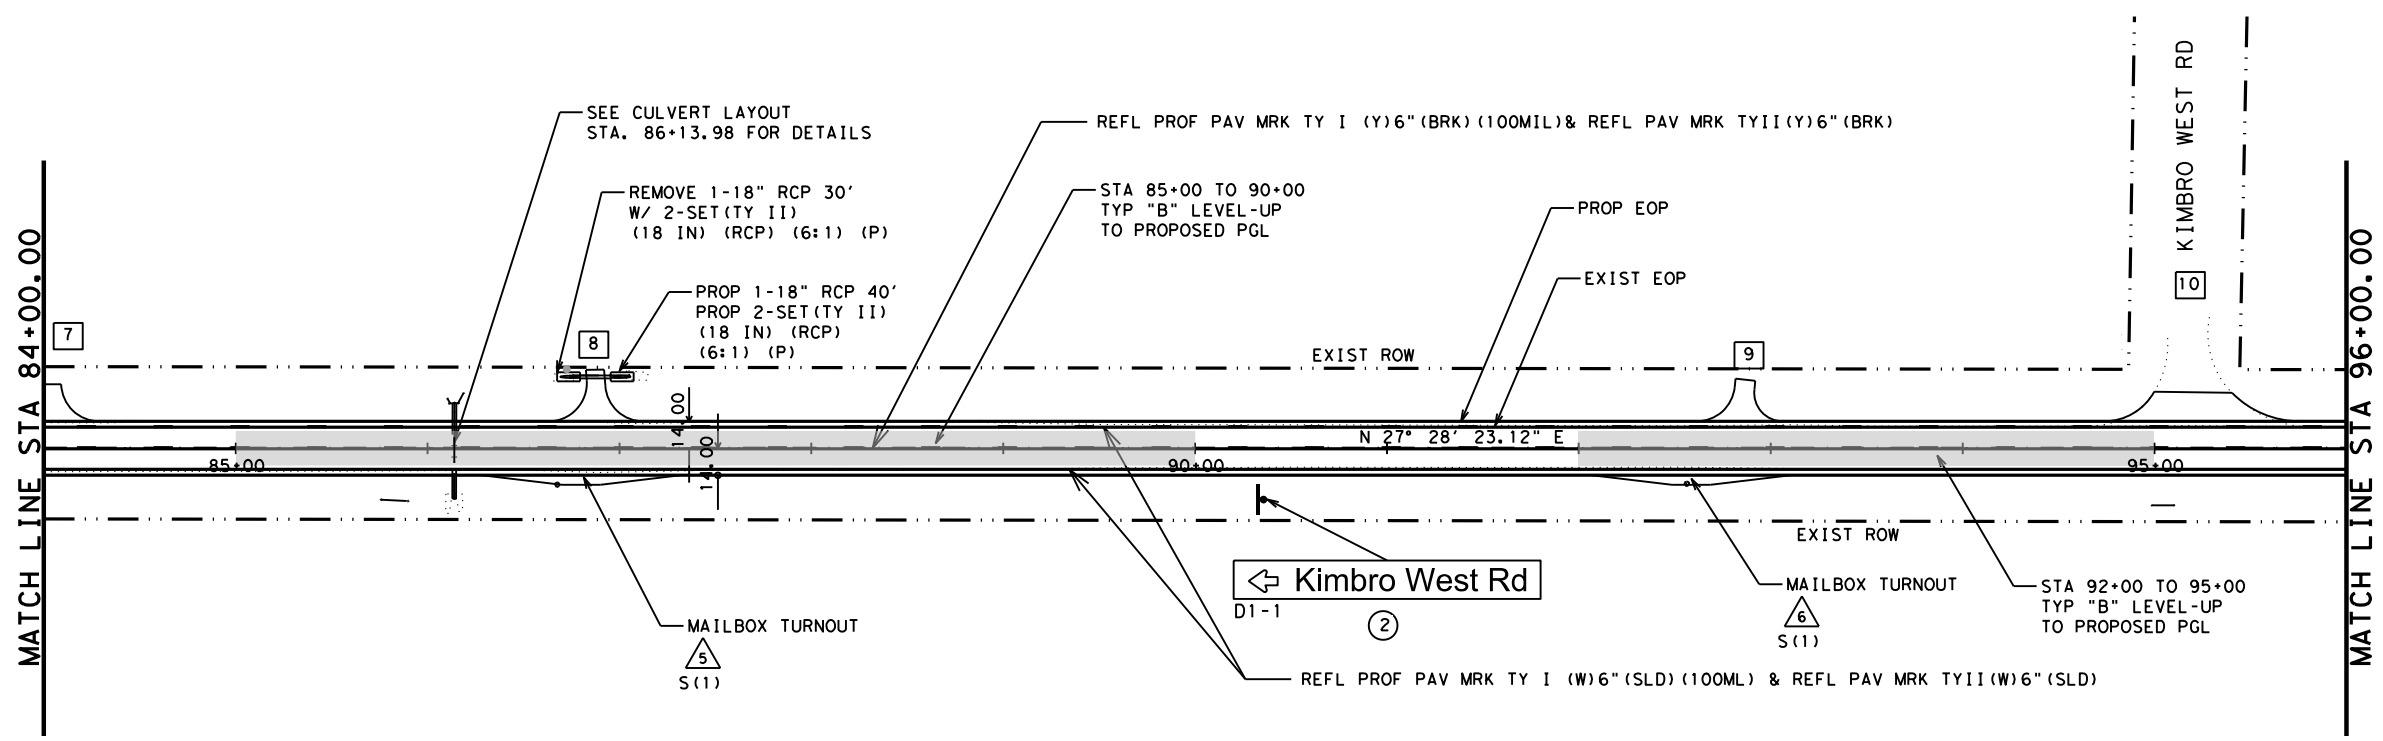 SEE CULVERT LAYOUT
STA. 86+13.98 FOR DETAILS
REFL PROF PAV MRK TY I (Y)6"(BRK)(100MIL)& REFL PAV MRK TYII(Y)6"(BRK)
REMOVE 1-18" RCP 30'
W/ 2-SET(TY II)
(18 IN) (RCP) (6:1) (P)
STA 85+00 TO 90+00
TYP "B" LEVEL-UP
TO PROPOSED PGL
PROP EOP
EXIST EOP
KIMBRO WEST RD
10
PROP 1-18" RCP 40'
PROP 2-SET(TY II)
(18 IN) (RCP)
(6:1) (P)
7
8
EXIST ROW
9
MATCH LINE STA 84+00.00
MATCH LINE STA 96+00.00
14.00
14.00
N 27° 28' 23.12" E
85+00
90+00
95+00
EXIST ROW
Kimbro West Rd
D1-1
2
MAILBOX TURNOUT
5
S(1)
MAILBOX TURNOUT
6
S(1)
STA 92+00 TO 95+00
TYP "B" LEVEL-UP
TO PROPOSED PGL
REFL PROF PAV MRK TY I (W)6"(SLD)(100ML) & REFL PAV MRK TYII(W)6"(SLD)